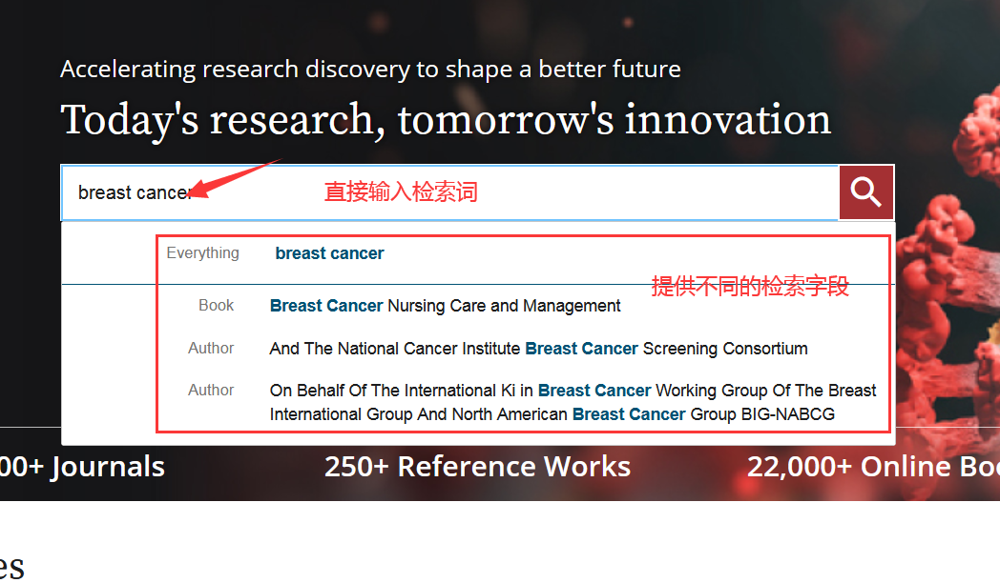 Accelerating research discovery to shape a better future
Today's research, tomorrow's innovation
breast cancer 直接输入检索词
Everything breast cancer
提供不同的检索字段
Book Breast Cancer Nursing Care and Management
Author And The National Cancer Institute Breast Cancer Screening Consortium
Author On Behalf Of The International Ki in Breast Cancer Working Group Of The Breast
International Group And North American Breast Cancer Group BIG-NABCG
00+ Journals 250+ Reference Works 22,000+ Online Boo
es